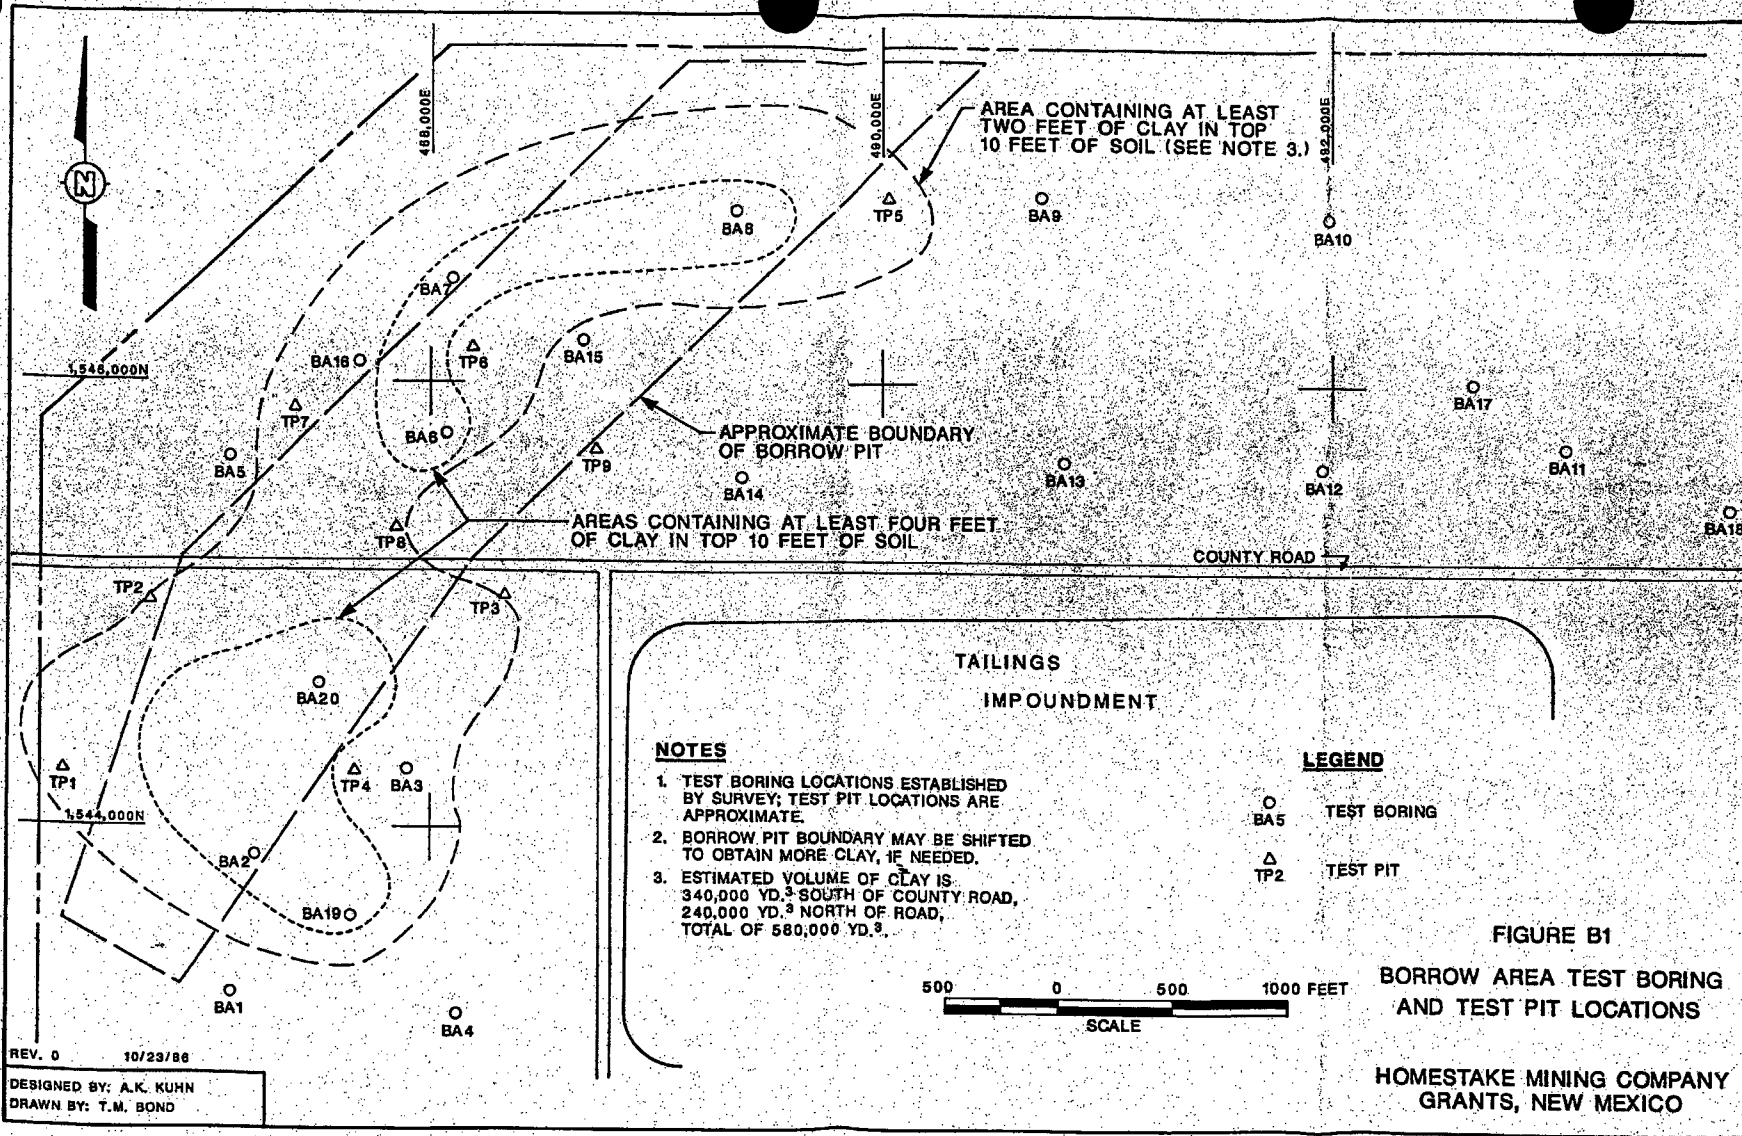 488,000E
490,000E
492,000E
AREA CONTAINING AT LEAST
TWO FEET OF CLAY IN TOP
10 FEET OF SOIL (SEE NOTE 3.)
N
BA8
TP5
BA9
BA10
BA7
BA16
TP6
BA15
1,546,000N
TP7
BA17
BA6
APPROXIMATE BOUNDARY
OF BORROW PIT
BA5
TP9
BA14
BA13
BA12
BA11
BA18
TP8
AREAS CONTAINING AT LEAST FOUR FEET
OF CLAY IN TOP 10 FEET OF SOIL
COUNTY ROAD
TP2
TP3
BA20
TAILINGS
IMPOUNDMENT
TP1
TP4
BA3
1,544,000N
BA2
BA19
BA1
BA4
NOTES
1. TEST BORING LOCATIONS ESTABLISHED
BY SURVEY; TEST PIT LOCATIONS ARE
APPROXIMATE.
2. BORROW PIT BOUNDARY MAY BE SHIFTED
TO OBTAIN MORE CLAY, IF NEEDED.
3. ESTIMATED VOLUME OF CLAY IS
340,000 YD.³ SOUTH OF COUNTY ROAD,
240,000 YD.³ NORTH OF ROAD,
TOTAL OF 580,000 YD.³.
LEGEND
BA5 TEST BORING
TP2 TEST PIT
500 0 500 1000 FEET
SCALE
FIGURE B1
BORROW AREA TEST BORING
AND TEST PIT LOCATIONS
HOMESTAKE MINING COMPANY
GRANTS, NEW MEXICO
REV. 0 10/23/86
DESIGNED BY: A.K. KUHN
DRAWN BY: T.M. BOND